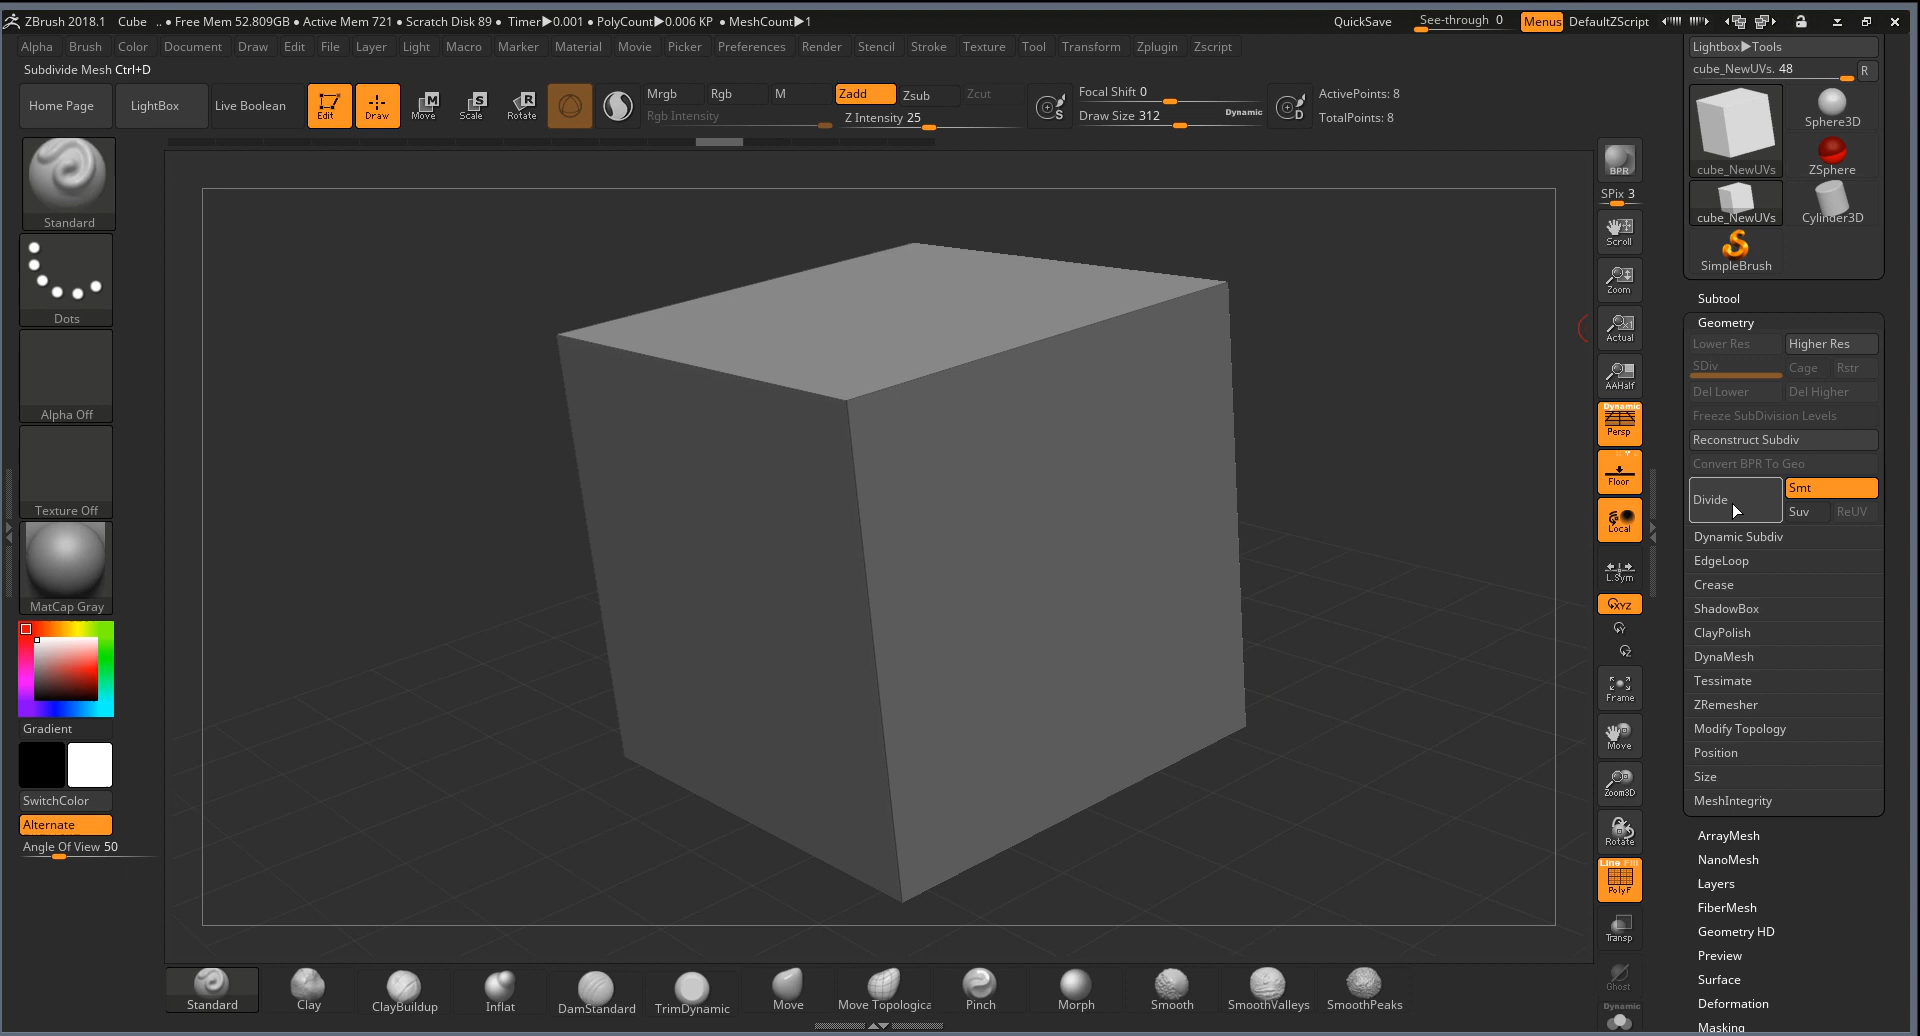 ZBrush 2018.1 Cube .. • Free Mem 52.809GB • Active Mem 721 • Scratch Disk 89 • Timer▶0.001 • PolyCount▶0.006 KP • MeshCount▶1
QuickSave See-through 0 Menus DefaultZScript
Alpha Brush Color Document Draw Edit File Layer Light Macro Marker Material Movie Picker Preferences Render Stencil Stroke Texture Tool Transform Zplugin Zscript
Subdivide Mesh Ctrl+D
Home Page
LightBox
Live Boolean
Edit
Draw
Move
Scale
Rotate
Mrgb Rgb M
Rgb Intensity
Zadd Zsub Zcut
Z Intensity 25
S
Focal Shift 0
Draw Size 312
Dynamic
D
ActivePoints: 8
TotalPoints: 8
Standard
Dots
Alpha Off
Texture Off
MatCap Gray
Gradient
SwitchColor
Alternate
Angle Of View 50
BPR
SPix 3
Scroll
Zoom
Actual
AAHalf
Dynamic
Persp
Floor
Local
L.Sym
XYZ
Y
Z
Frame
Move
Zoom3D
Rotate
Line Fill
PolyF
Transp
Ghost
Dynamic
Lightbox▶Tools
cube_NewUVs. 48 R
cube_NewUVs
Sphere3D
ZSphere
cube_NewUVs
Cylinder3D
SimpleBrush
Subtool
Geometry
Lower Res Higher Res
SDiv Cage Rstr
Del Lower Del Higher
Freeze SubDivision Levels
Reconstruct Subdiv
Convert BPR To Geo
Divide Smt
Suv ReUV
Dynamic Subdiv
EdgeLoop
Crease
ShadowBox
ClayPolish
DynaMesh
Tessimate
ZRemesher
Modify Topology
Position
Size
MeshIntegrity
ArrayMesh
NanoMesh
Layers
FiberMesh
Geometry HD
Preview
Surface
Deformation
Masking
Standard Clay ClayBuildup Inflat DamStandard TrimDynamic Move Move Topologica Pinch Morph Smooth SmoothValleys SmoothPeaks